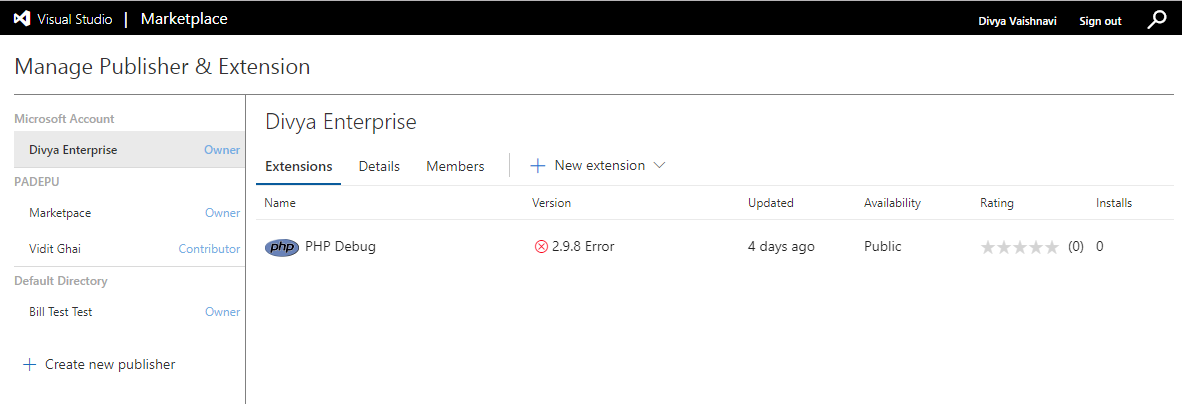 Visual Studio | Marketplace Divya Vaishnavi Sign out
Manage Publisher & Extension
Microsoft Account
Divya Enterprise Owner
PADEPU
Marketpace Owner
Vidit Ghai Contributor
Default Directory
Bill Test Test Owner
+ Create new publisher
Divya Enterprise
Extensions Details Members + New extension
Name Version Updated Availability Rating Installs
php PHP Debug 2.9.8 Error 4 days ago Public (0) 0